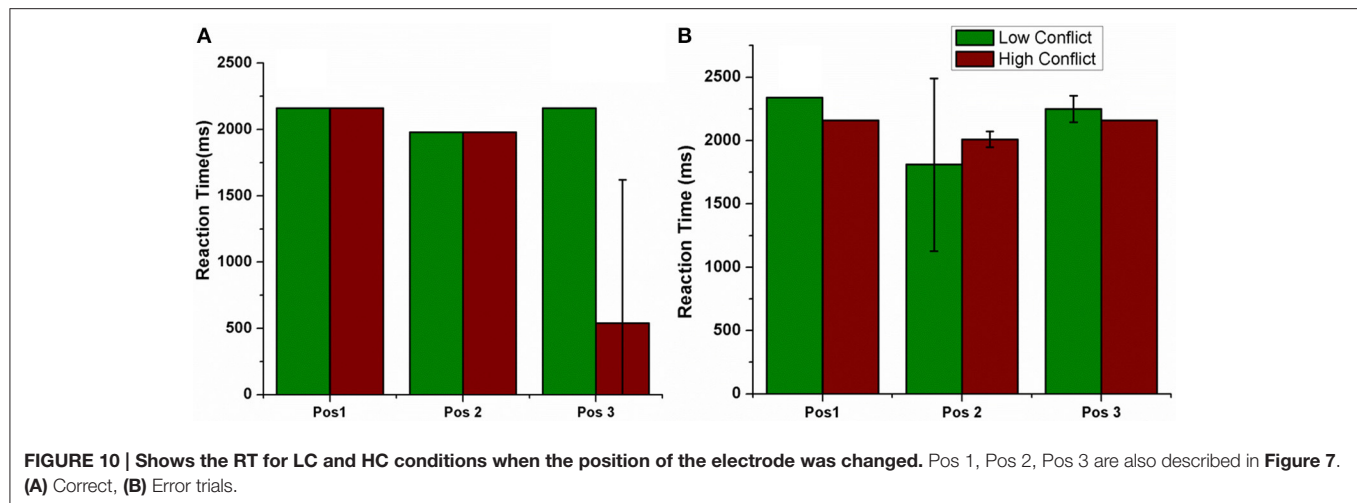 A
2500
2000
1500
1000
500
0
Reaction Time(ms)
Pos1 Pos 2 Pos 3
B
Low Conflict
High Conflict
2500
2000
1500
1000
500
0
Reaction Time (ms)
Pos1 Pos 2 Pos 3
FIGURE 10 | Shows the RT for LC and HC conditions when the position of the electrode was changed. Pos 1, Pos 2, Pos 3 are also described in Figure 7.
(A) Correct, (B) Error trials.